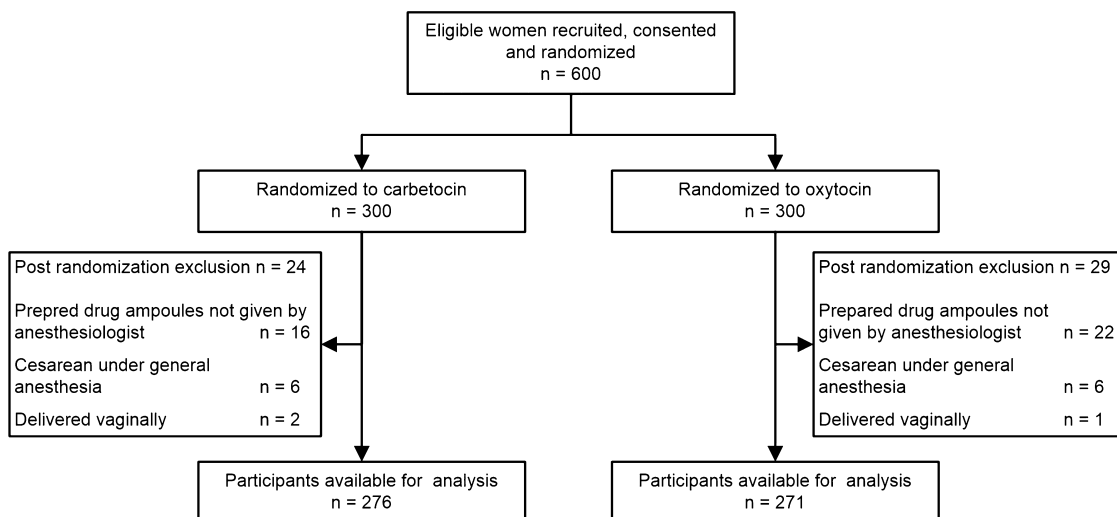 Eligible women recruited, consented
and randomized
n = 600
Randomized to carbetocin
n = 300
Randomized to oxytocin
n = 300
Post randomization exclusion n = 24
Prepred drug ampoules not given by
anesthesiologist n = 16
Cesarean under general
anesthesia n = 6
Delivered vaginally n = 2
Post randomization exclusion n = 29
Prepared drug ampoules not
given by anesthesiologist n = 22
Cesarean under general
anesthesia n = 6
Delivered vaginally n = 1
Participants available for analysis
n = 276
Participants available for analysis
n = 271